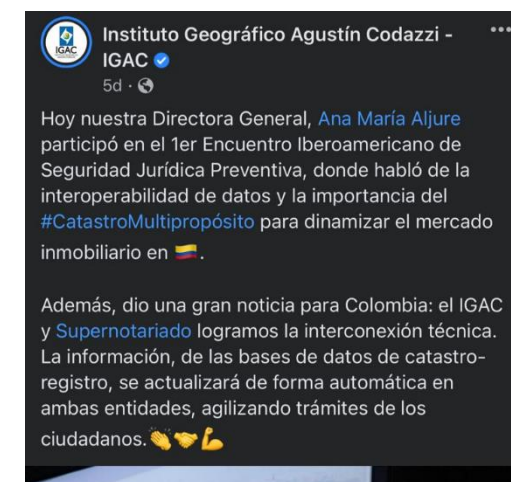 Instituto Geográfico Agustín Codazzi -
IGAC
5d
IGAC
Hoy nuestra Directora General, Ana María Aljure
participó en el 1er Encuentro Iberoamericano de
Seguridad Jurídica Preventiva, donde habló de la
interoperabilidad de datos y la importancia del
#CatastroMultipropósito para dinamizar el mercado
inmobiliario en 🇨🇴.
Además, dio una gran noticia para Colombia: el IGAC
y Supernotariado logramos la interconexión técnica.
La información, de las bases de datos de catastro-
registro, se actualizará de forma automática en
ambas entidades, agilizando trámites de los
ciudadanos.👏🤝💪